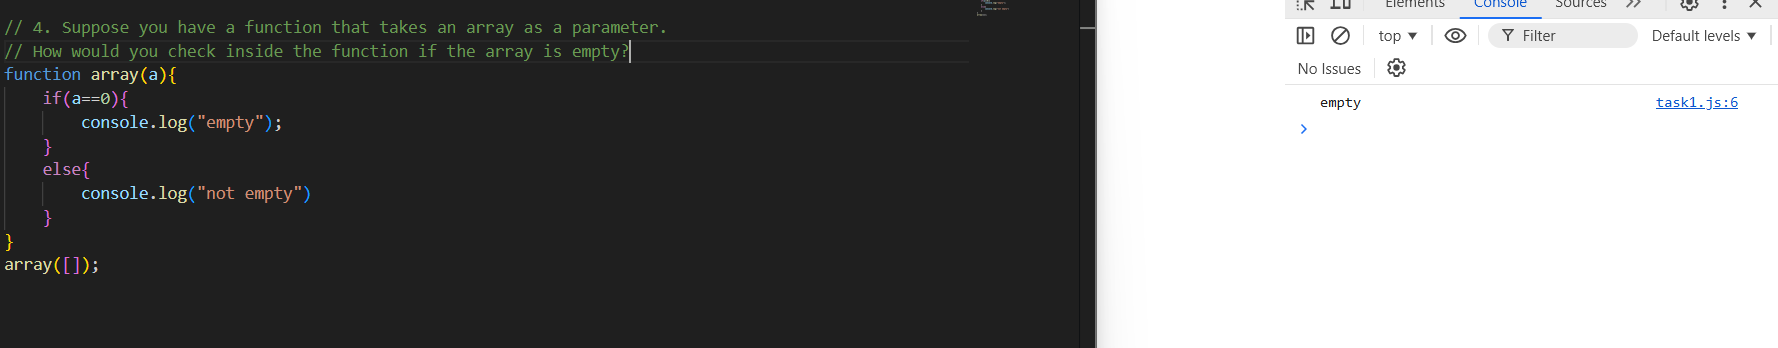 // 4. Suppose you have a function that takes an array as a parameter.
// How would you check inside the function if the array is empty?
function array(a){
    if(a==0){
        console.log("empty");
    }
    else{
        console.log("not empty")
    }
}
array([]);
Elements Console Sources
top Filter Default levels
No Issues
empty task1.js:6